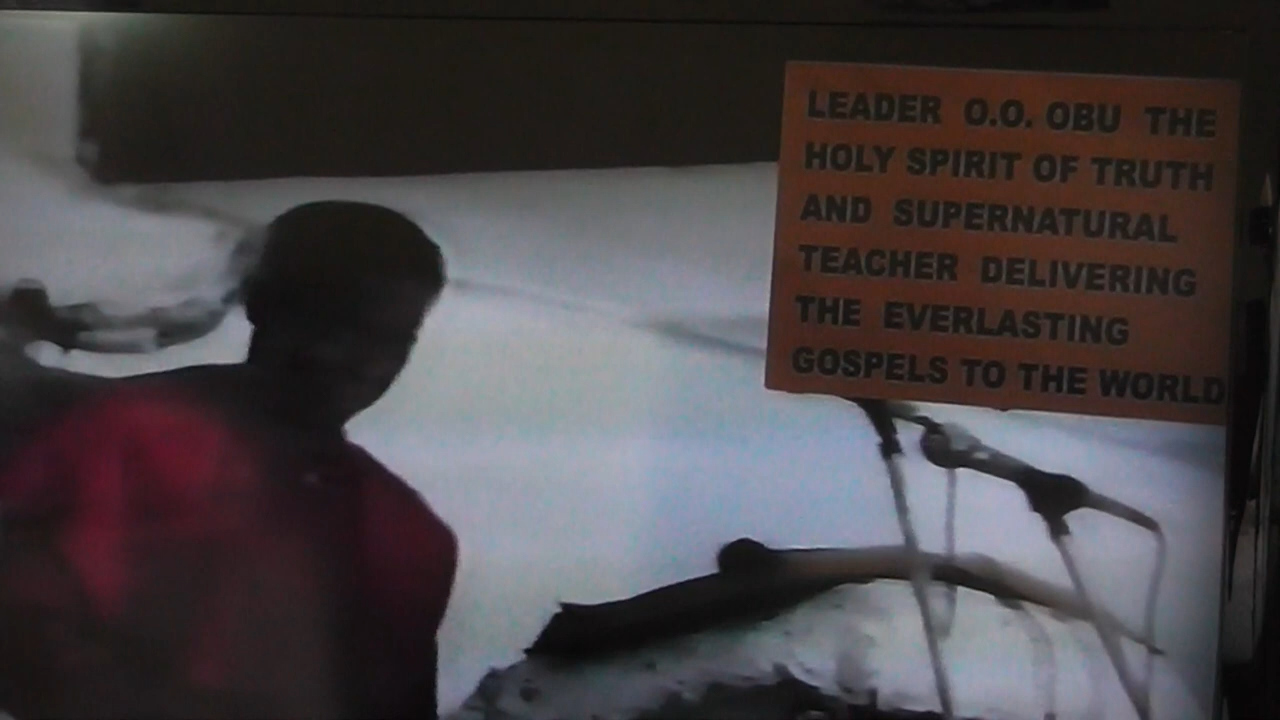 LEADER O.O. OBU THE
HOLY SPIRIT OF TRUTH
AND SUPERNATURAL
TEACHER DELIVERING
THE EVERLASTING
GOSPELS TO THE WORLD